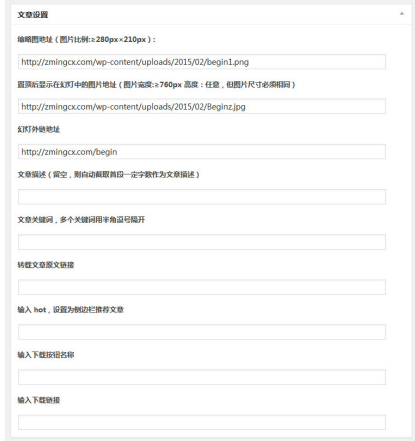 文章设置
缩略图地址（图片比例:≥280px×210px）:
http://zmingcx.com/wp-content/uploads/2015/02/begin1.png
置顶后显示在幻灯中的图片地址（图片宽度:≥760px 高度：任意，但图片尺寸必须相同）
http://zmingcx.com/wp-content/uploads/2015/02/Beginz.jpg
幻灯外链地址
http://zmingcx.com/begin
文章描述（留空，则自动截取首段一定字数作为文章描述）
文章关键词，多个关键词用半角逗号隔开
转载文章原文链接
输入 hot，设置为侧边栏推荐文章
输入下载按钮名称
输入下载链接